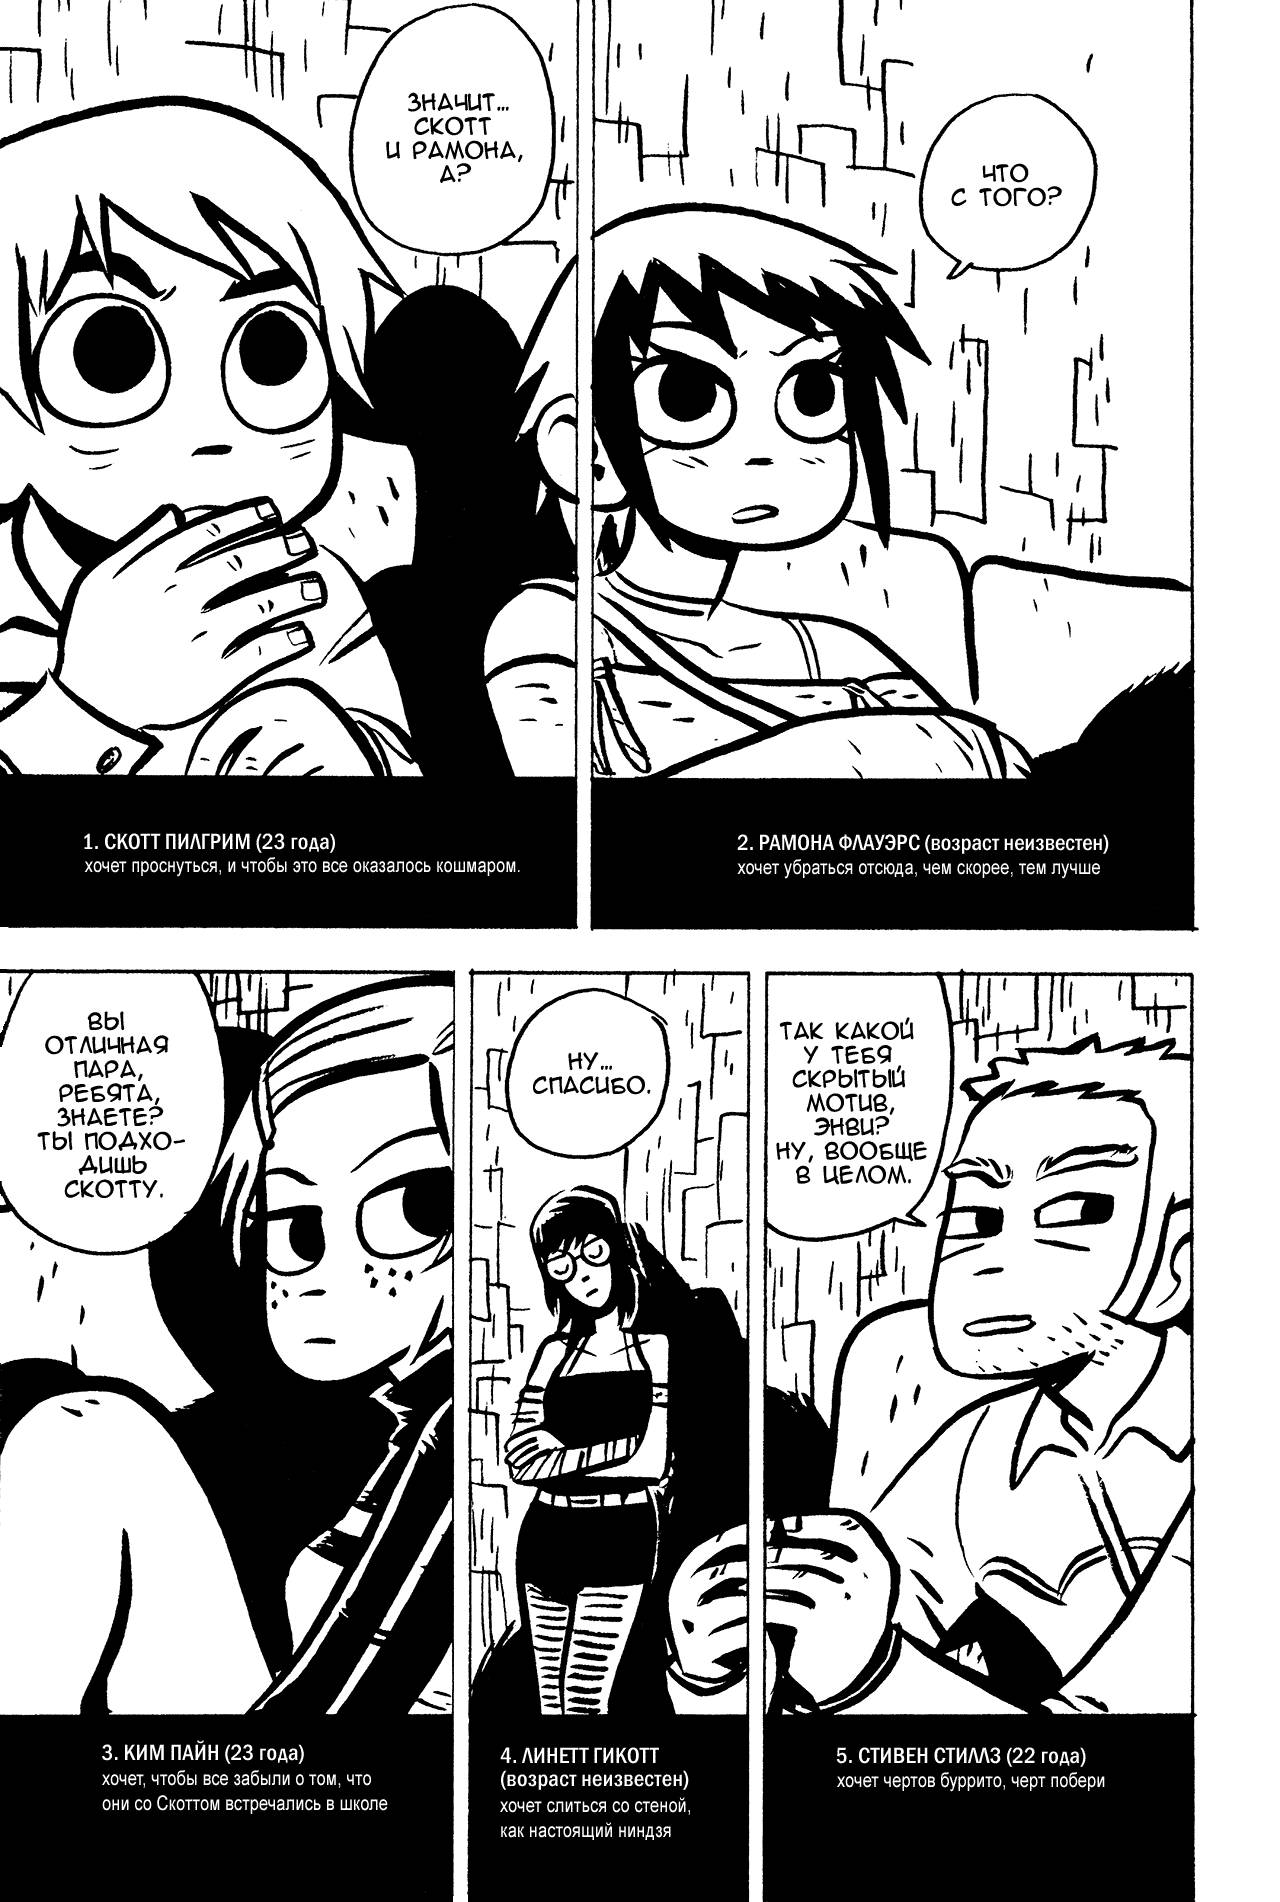 ЗНАЧИТ...
СКОТТ
И РАМОНА,
А?
ЧТО
С ТОГО?
1. СКОТТ ПИЛГРИМ (23 года)
хочет проснуться, и чтобы это все оказалось кошмаром.
2. РАМОНА ФЛАУЭРС (возраст неизвестен)
хочет убраться отсюда, чем скорее, тем лучше
ВЫ
ОТЛИЧНАЯ
ПАРА,
РЕБЯТА,
ЗНАЕТЕ?
ТЫ ПОДХО-
ДИШЬ
СКОТТУ.
НУ...
СПАСИБО.
ТАК КАКОЙ
У ТЕБЯ
СКРЫТЫЙ
МОТИВ,
ЭНВИ?
НУ, ВООБЩЕ
В ЦЕЛОМ.
3. КИМ ПАЙН (23 года)
хочет, чтобы все забыли о том, что
они со Скоттом встречались в школе
4. ЛИНЕТТ ГИКОТТ
(возраст неизвестен)
хочет слиться со стеной,
как настоящий ниндзя
5. СТИВЕН СТИЛЛЗ (22 года)
хочет чертов буррито, черт побери